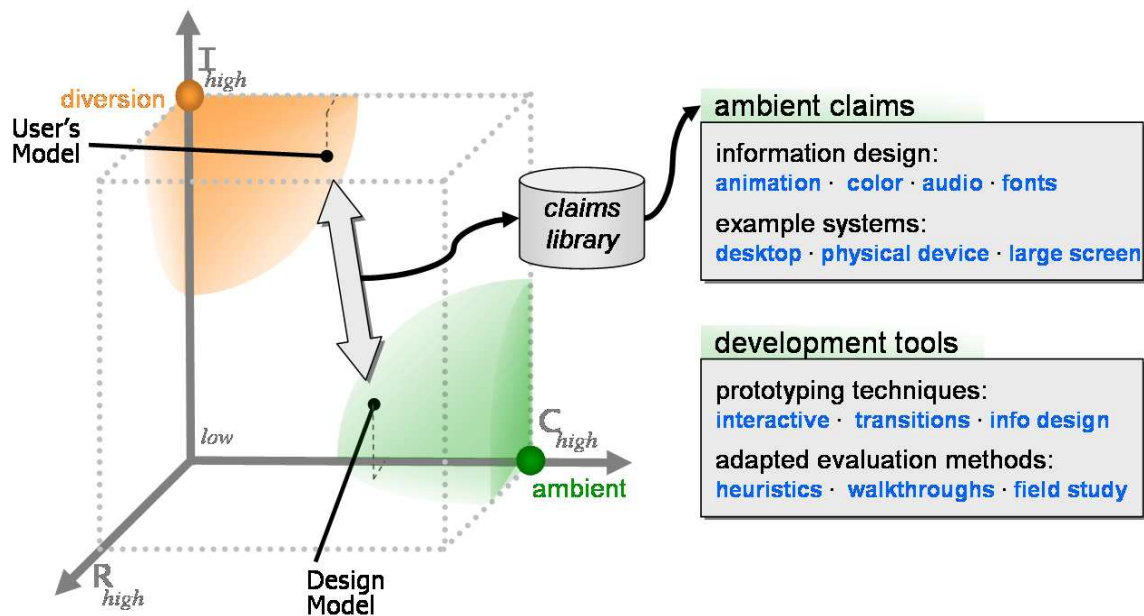 I high
diversion
User's
Model
low
C high
ambient
R high
Design
Model
claims
library
ambient claims
information design:
animation · color · audio · fonts
example systems:
desktop · physical device · large screen
development tools
prototyping techniques:
interactive · transitions · info design
adapted evaluation methods:
heuristics · walkthroughs · field study